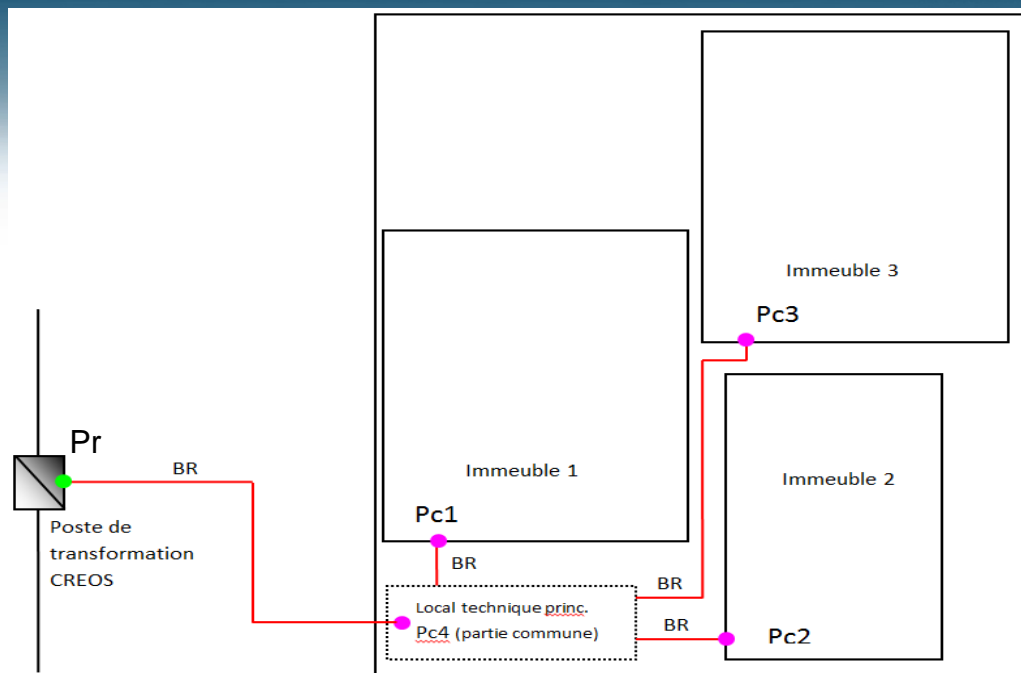 Immeuble 3
Pc3
Pr
BR
Immeuble 1
Immeuble 2
Poste de
transformation
CREOS
Pc1
BR
BR
Local technique princ.
Pc4 (partie commune)
BR
Pc2